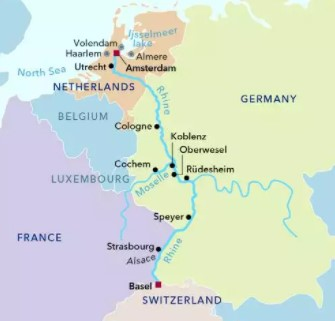 Volendam
Ijsselmeer
lake
Haarlem
Almere
Utrecht
Amsterdam
North Sea
NETHERLANDS
Rhine
GERMANY
BELGIUM
Cologne
Koblenz
Oberwesel
Cochem
Rüdesheim
LUXEMBOURG
Moselle
Speyer
FRANCE
Strasbourg
Rhine
Alsace
Basel
SWITZERLAND